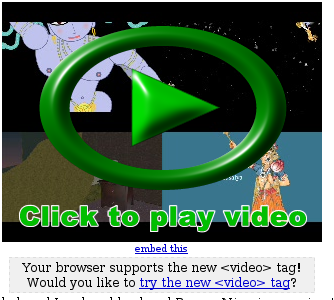 Click to play video
embed this
Your browser supports the new <video> tag!
Would you like to try the new <video> tag?